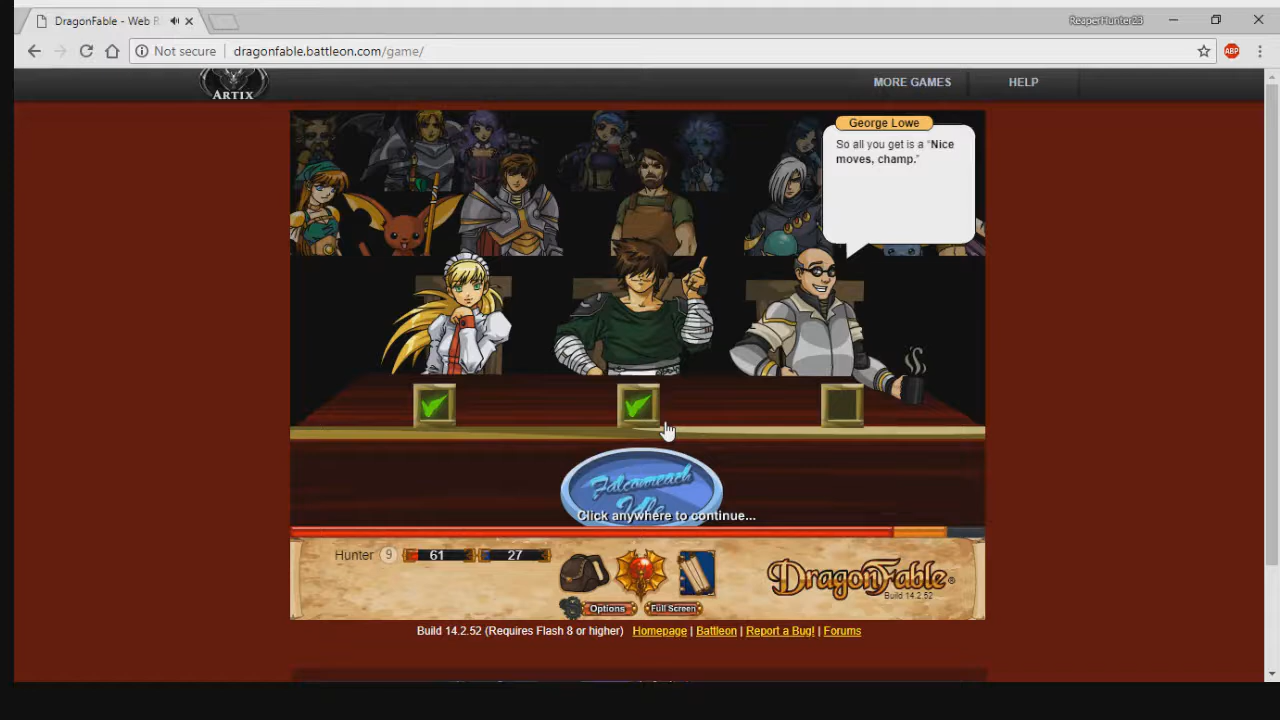 DragonFable - Web R
ReaperHunter23
Not secure
dragonfable.battleon.com/game/
ABP
ARTIX
MORE GAMES
HELP
George Lowe
So all you get is a “Nice
moves, champ.”
Falconreach
Idle
Click anywhere to continue...
Hunter 9 61 27
DragonFable
Build 14.2.52
Options
Full Screen
Build 14.2.52 (Requires Flash 8 or higher) Homepage | Battleon | Report a Bug! | Forums